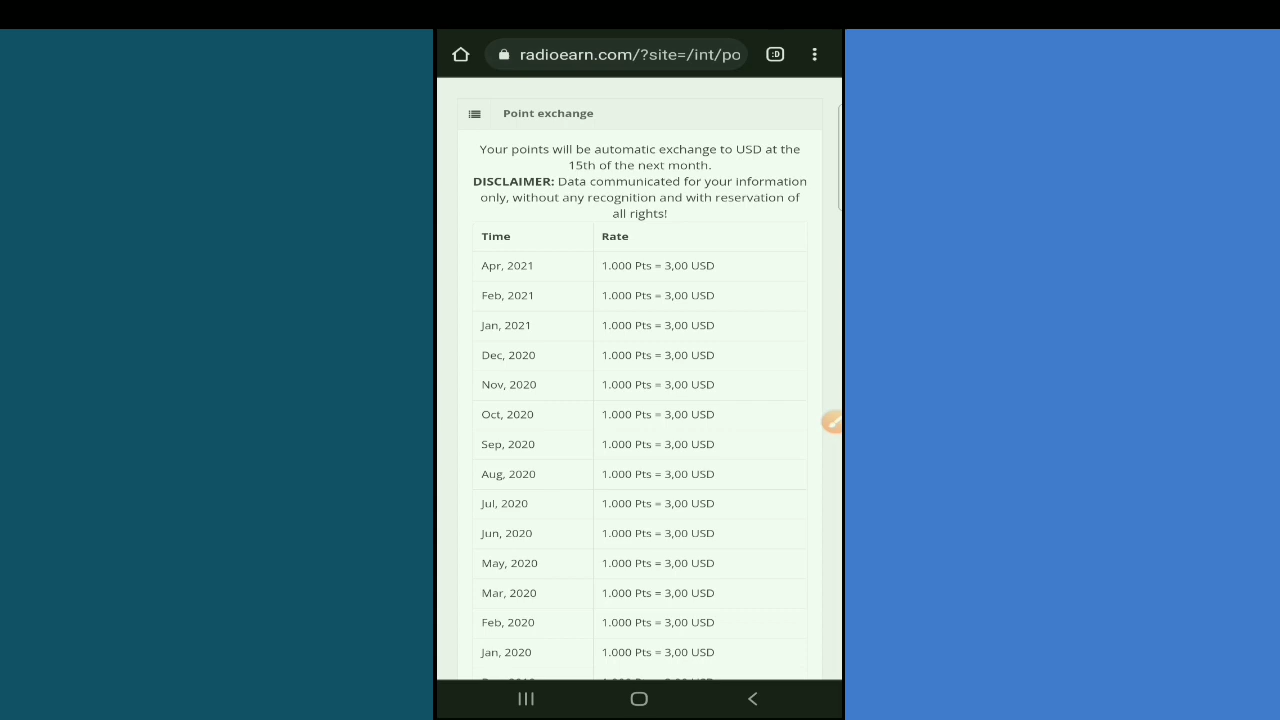 radioearn.com/?site=/int/po
:D
Point exchange
Your points will be automatic exchange to USD at the
15th of the next month.
DISCLAIMER: Data communicated for your information
only, without any recognition and with reservation of
all rights!
Time Rate
Apr, 2021 1.000 Pts = 3,00 USD
Feb, 2021 1.000 Pts = 3,00 USD
Jan, 2021 1.000 Pts = 3,00 USD
Dec, 2020 1.000 Pts = 3,00 USD
Nov, 2020 1.000 Pts = 3,00 USD
Oct, 2020 1.000 Pts = 3,00 USD
Sep, 2020 1.000 Pts = 3,00 USD
Aug, 2020 1.000 Pts = 3,00 USD
Jul, 2020 1.000 Pts = 3,00 USD
Jun, 2020 1.000 Pts = 3,00 USD
May, 2020 1.000 Pts = 3,00 USD
Mar, 2020 1.000 Pts = 3,00 USD
Feb, 2020 1.000 Pts = 3,00 USD
Jan, 2020 1.000 Pts = 3,00 USD